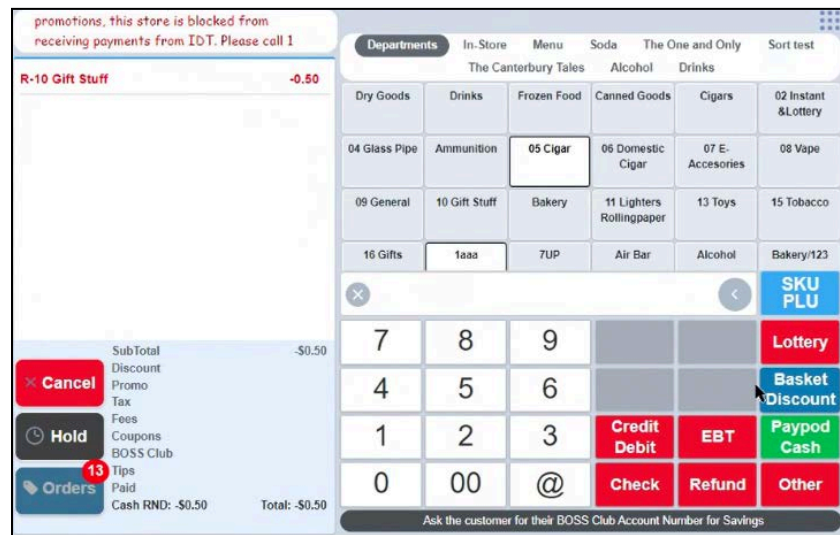 promotions, this store is blocked from
receiving payments from IDT. Please call 1
R-10 Gift Stuff -0.50
SubTotal -$0.50
Discount
Promo
Tax
Fees
Coupons
BOSS Club
Tips
Paid
Cash RND: -$0.50 Total: -$0.50
× Cancel
Hold
13
Orders
Departments In-Store Menu Soda The One and Only Sort test
The Canterbury Tales Alcohol Drinks
Dry Goods Drinks Frozen Food Canned Goods Cigars 02 Instant
&Lottery
04 Glass Pipe Ammunition 05 Cigar 06 Domestic
Cigar 07 E-
Accesories 08 Vape
09 General 10 Gift Stuff Bakery 11 Lighters
Rollingpaper 13 Toys 15 Tobacco
16 Gifts 1aaa 7UP Air Bar Alcohol Bakery/123
SKU
PLU
7 8 9 Lottery
4 5 6 Basket
Discount
1 2 3 Credit
Debit EBT Paypod
Cash
0 00 @ Check Refund Other
Ask the customer for their BOSS Club Account Number for Savings